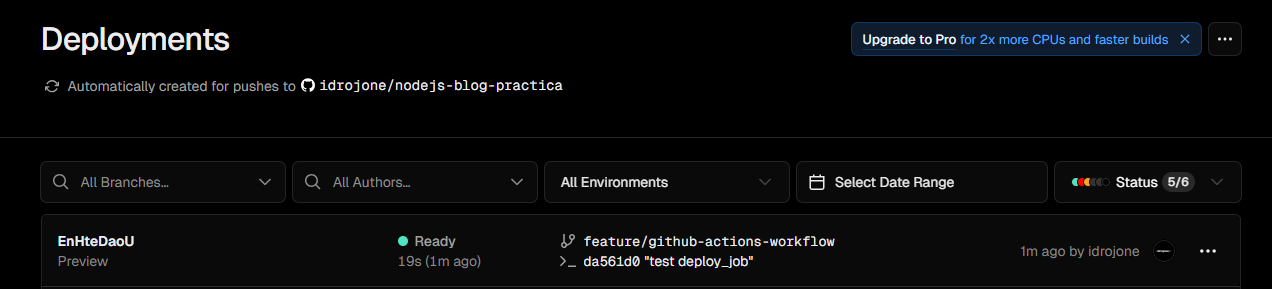 Deployments
Upgrade to Pro for 2x more CPUs and faster builds
Automatically created for pushes to idrojone/nodejs-blog-practica
All Branches...
All Authors...
All Environments
Select Date Range
Status 5/6
EnHteDaoU
Preview
Ready
19s (1m ago)
feature/github-actions-workflow
da561d0 "test deploy_job"
1m ago by idrojone